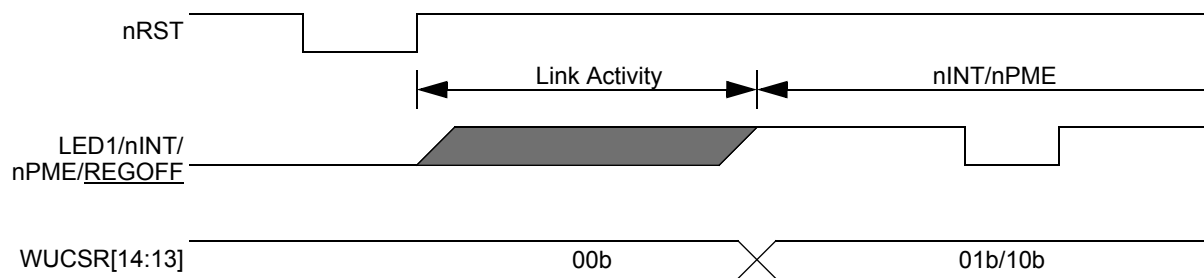 nRST
Link Activity
nINT/nPME
LED1/nINT/
nPME/REGOFF
WUCSR[14:13]
00b
01b/10b